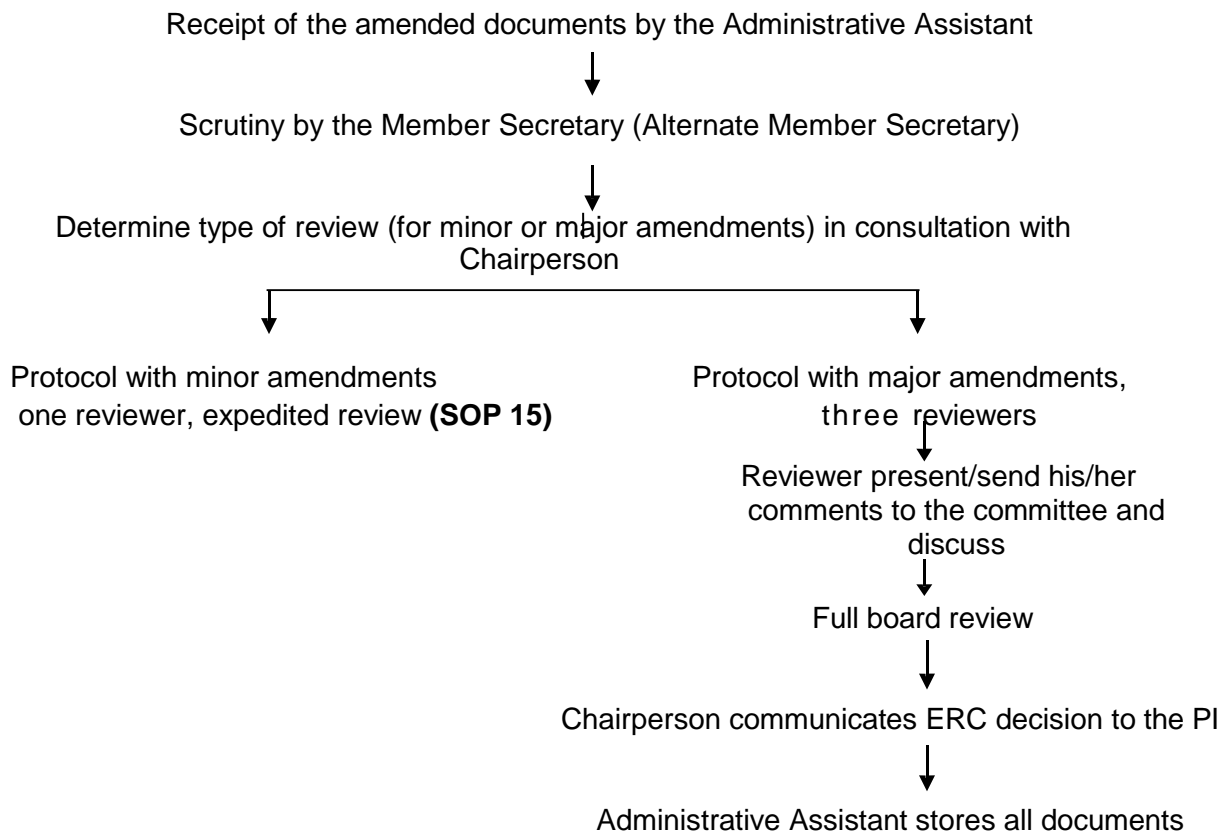 Receipt of the amended documents by the Administrative Assistant
Scrutiny by the Member Secretary (Alternate Member Secretary)
Determine type of review (for minor or major amendments) in consultation with
Chairperson
Protocol with minor amendments
one reviewer, expedited review (SOP 15)
Protocol with major amendments,
three reviewers
Reviewer present/send his/her
comments to the committee and
discuss
Full board review
Chairperson communicates ERC decision to the PI
Administrative Assistant stores all documents